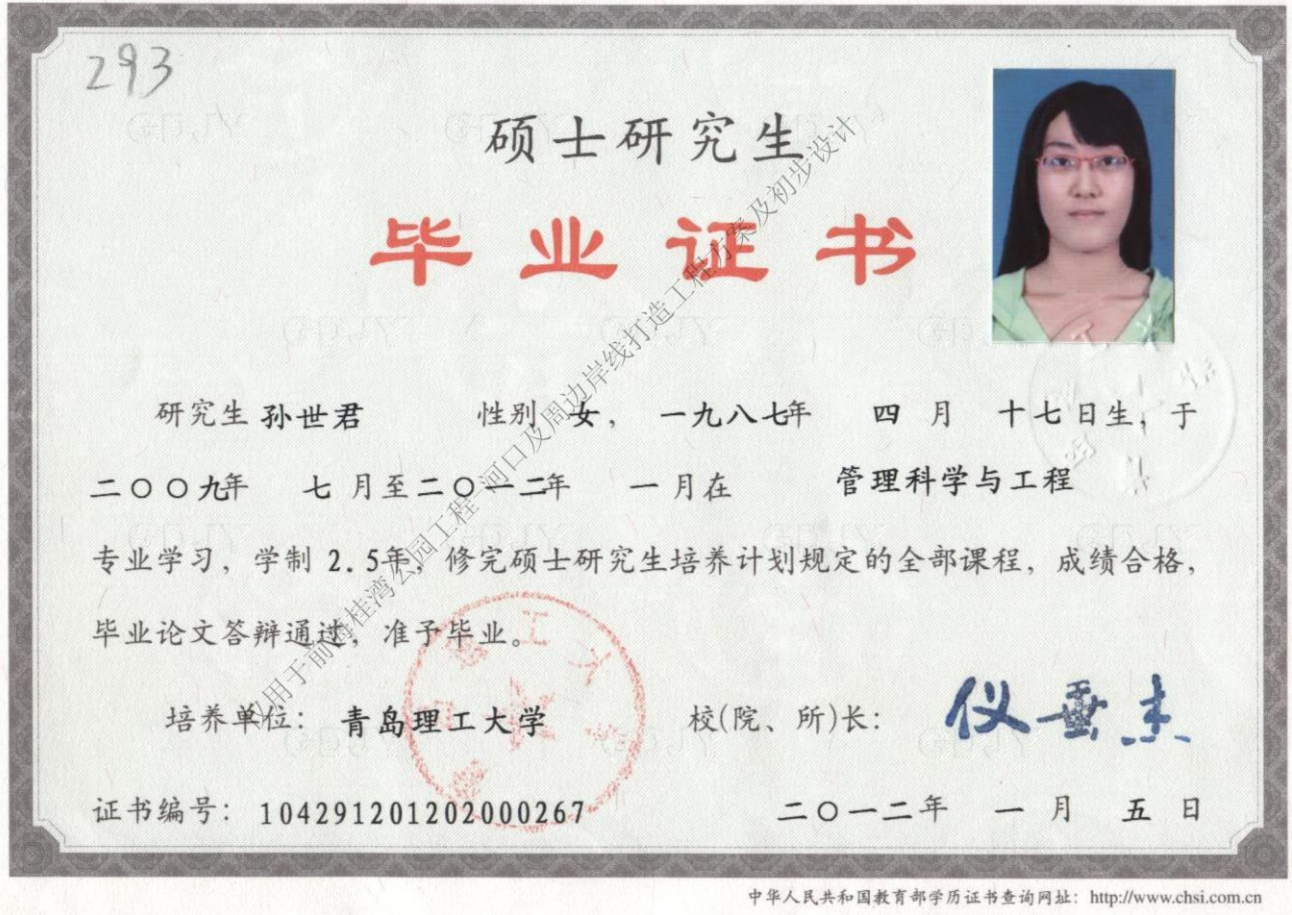 293
硕士研究生
毕业证书
研究生 孙世君 性别 女， 一九八七年 四 月 十七日生，于
二〇〇九年 七 月至二〇一二年 一 月在 管理科学与工程
专业学习，学制 2.5年，修完硕士研究生培养计划规定的全部课程，成绩合格，
毕业论文答辩通过，准予毕业。
培养单位： 青岛理工大学 校(院、所)长： 仪垂杰
证书编号：104291201202000267 二〇一二年 一 月 五 日
中华人民共和国教育部学历证书查询网址：http://www.chsi.com.cn
仅用于前海桂湾公园工程-河口及周边岸线打造工程方案及初步设计